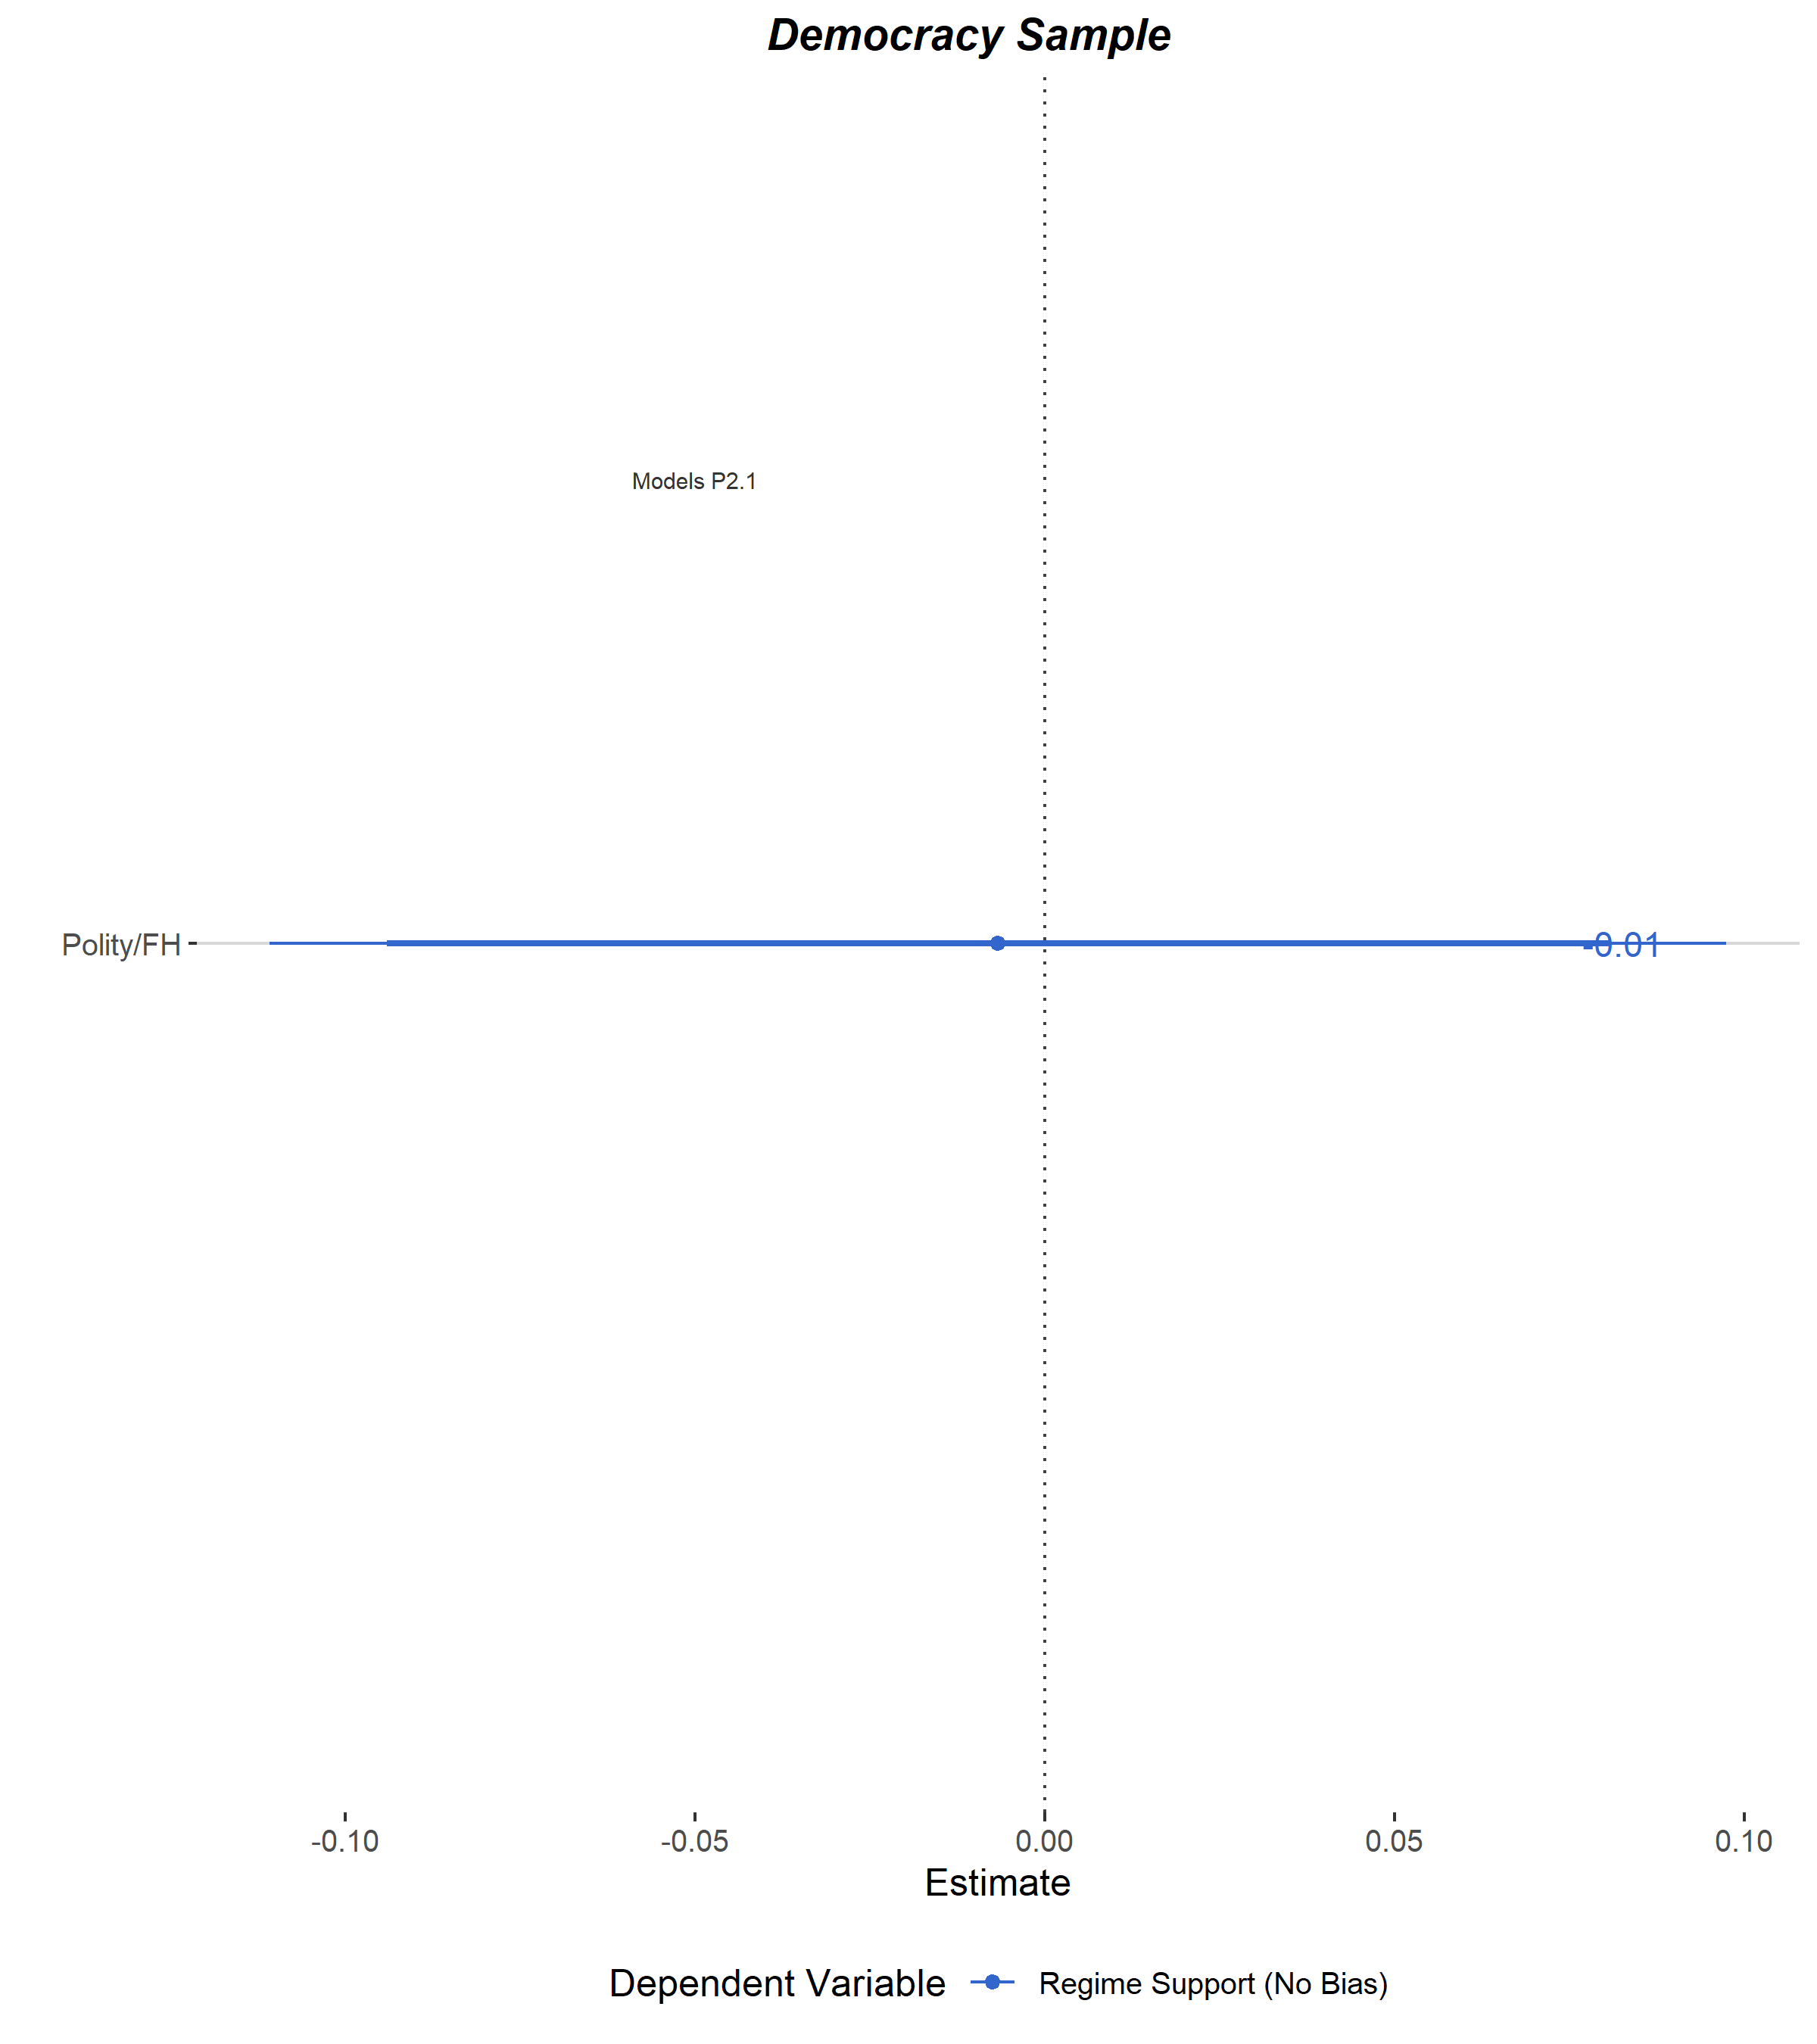 Democracy Sample
Models P2.1
Polity/FH
-0.01
-0.10 -0.05 0.00 0.05 0.10
Estimate
Dependent Variable Regime Support (No Bias)